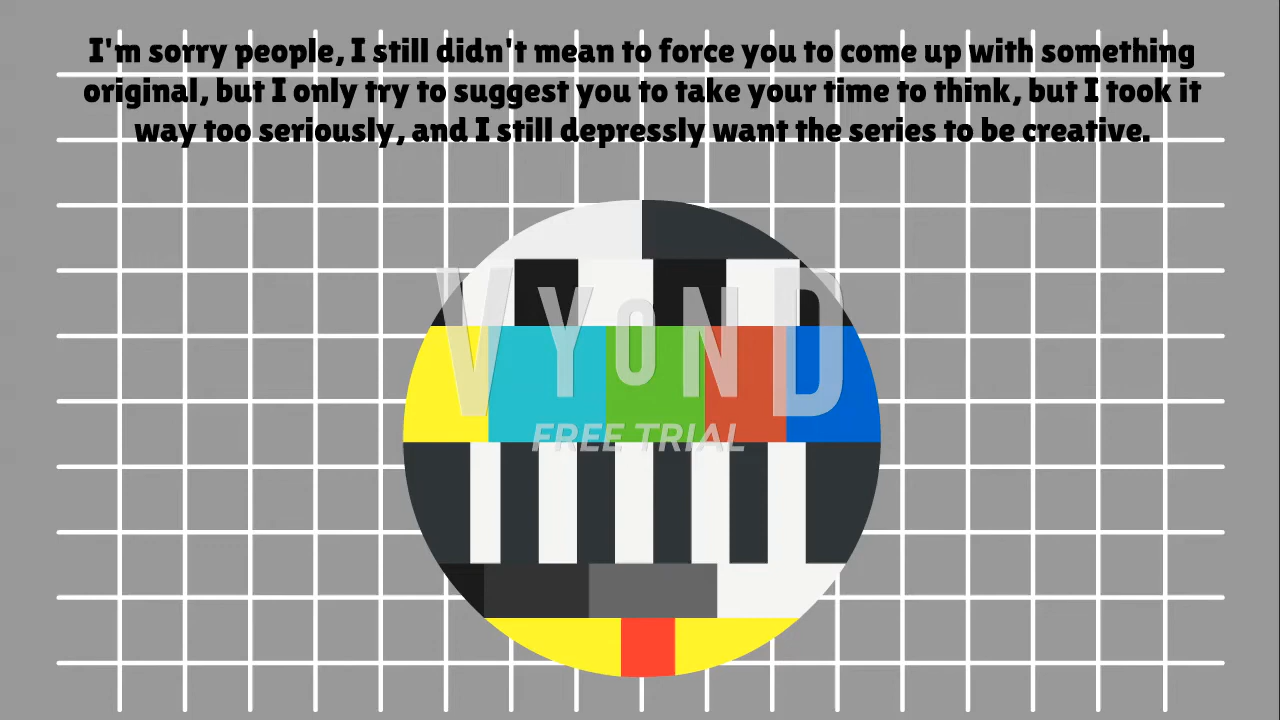 I'm sorry people, I still didn't mean to force you to come up with something
original, but I only try to suggest you to take your time to think, but I took it
way too seriously, and I still depressly want the series to be creative.
VYOND
FREE TRIAL